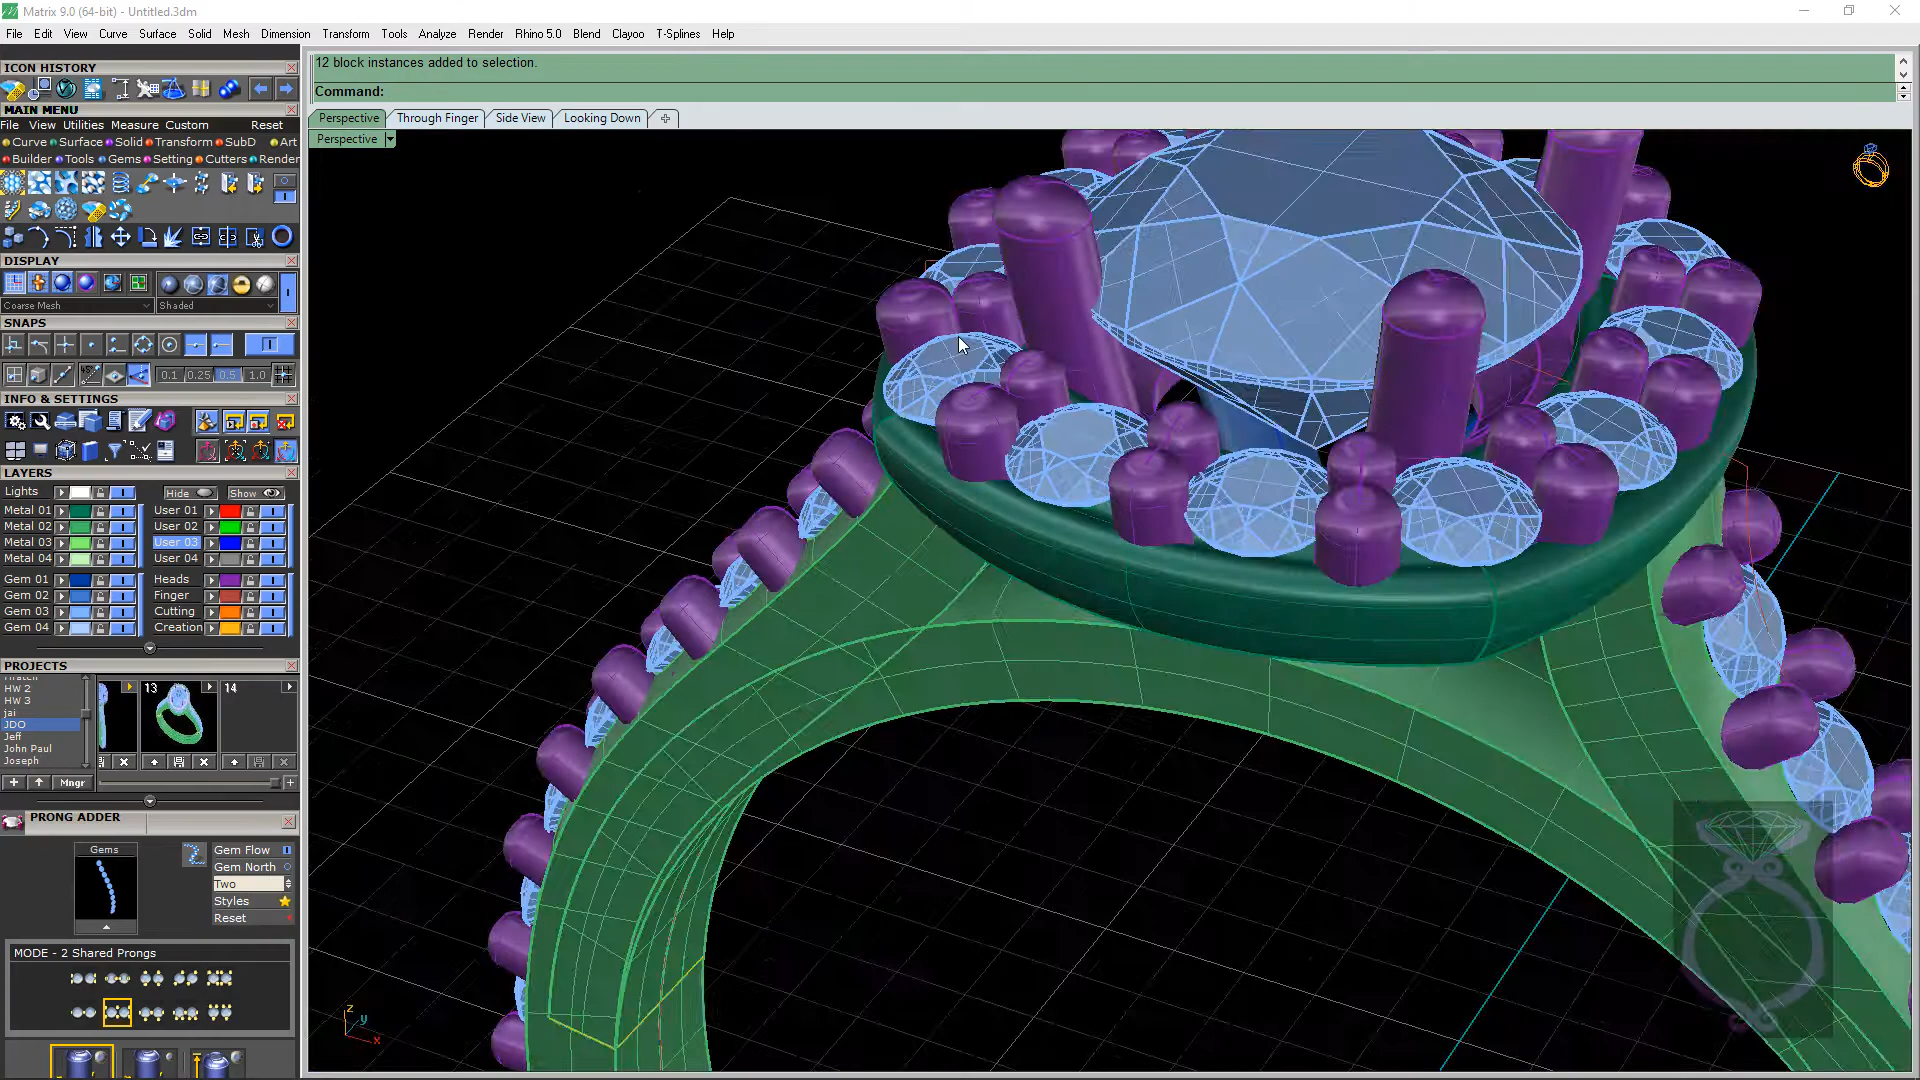 Matrix 9.0 (64-bit) - Untitled.3dm
File Edit View Curve Surface Solid Mesh Dimension Transform Tools Analyze Render Rhino 5.0 Blend Clayoo T-Splines Help
ICON HISTORY
12 block instances added to selection.
Command:
MAIN MENU
File View Utilities Measure Custom Reset
Curve Surface Solid Transform SubD Art
Builder Tools Gems Setting Cutters Render
Perspective Through Finger Side View Looking Down
Perspective
DISPLAY
Coarse Mesh Shaded
SNAPS
0.1 0.25 0.5 1.0
INFO & SETTINGS
LAYERS
Lights Hide Show
Metal 01 User 01
Metal 02 User 02
Metal 03 User 03
Metal 04 User 04
Gem 01 Heads
Gem 02 Finger
Gem 03 Cutting
Gem 04 Creation
PROJECTS
HW 2
HW 3
jai
JDO
Jeff
John Paul
Joseph
13 14
Mngr
PRONG ADDER
Gems
Gem Flow
Gem North
Two
Styles
Reset
MODE - 2 Shared Prongs
z
y
x